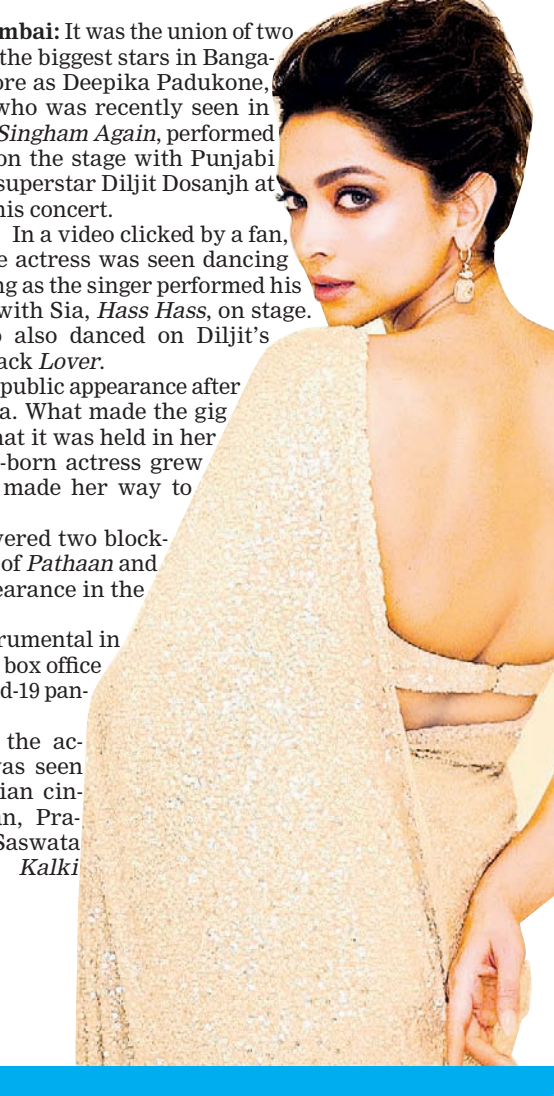 mbai: It was the union of two
the biggest stars in Banga-
ore as Deepika Padukone,
who was recently seen in
Singham Again, performed
on the stage with Punjabi
superstar Diljit Dosanjh at
his concert.
In a video clicked by a fan,
e actress was seen dancing
ng as the singer performed his
with Sia, Hass Hass, on stage.
also danced on Diljit's
ack Lover.
public appearance after
a. What made the gig
hat it was held in her
-born actress grew
made her way to
vered two block-
of Pathaan and
earance in the
rumental in
box office
d-19 pan-
the ac-
was seen
ian cin-
an, Pra-
Saswata
Kalki